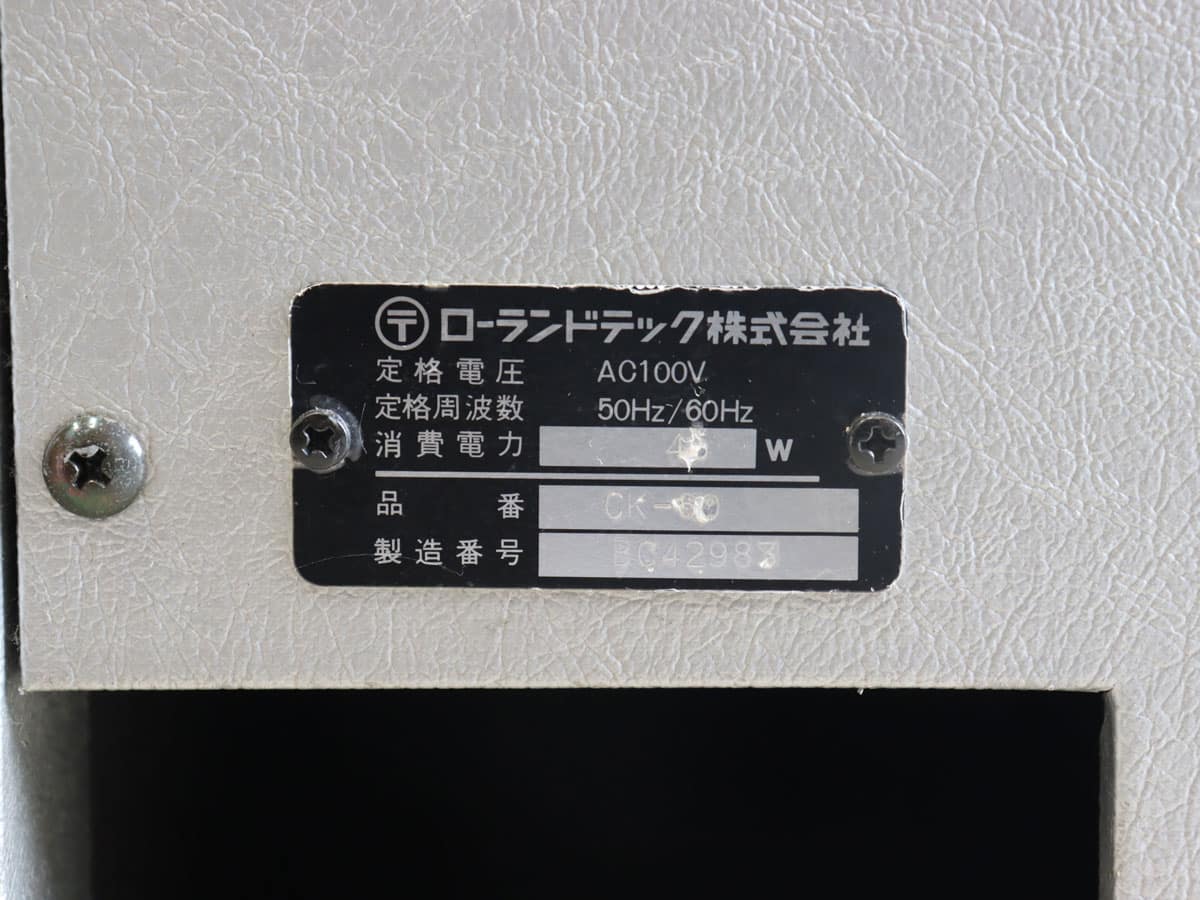 〒 ローランドテック株式会社
定格電圧 AC100V
定格周波数 50Hz/60Hz
消費電力 W
品番
製造番号 BC42983